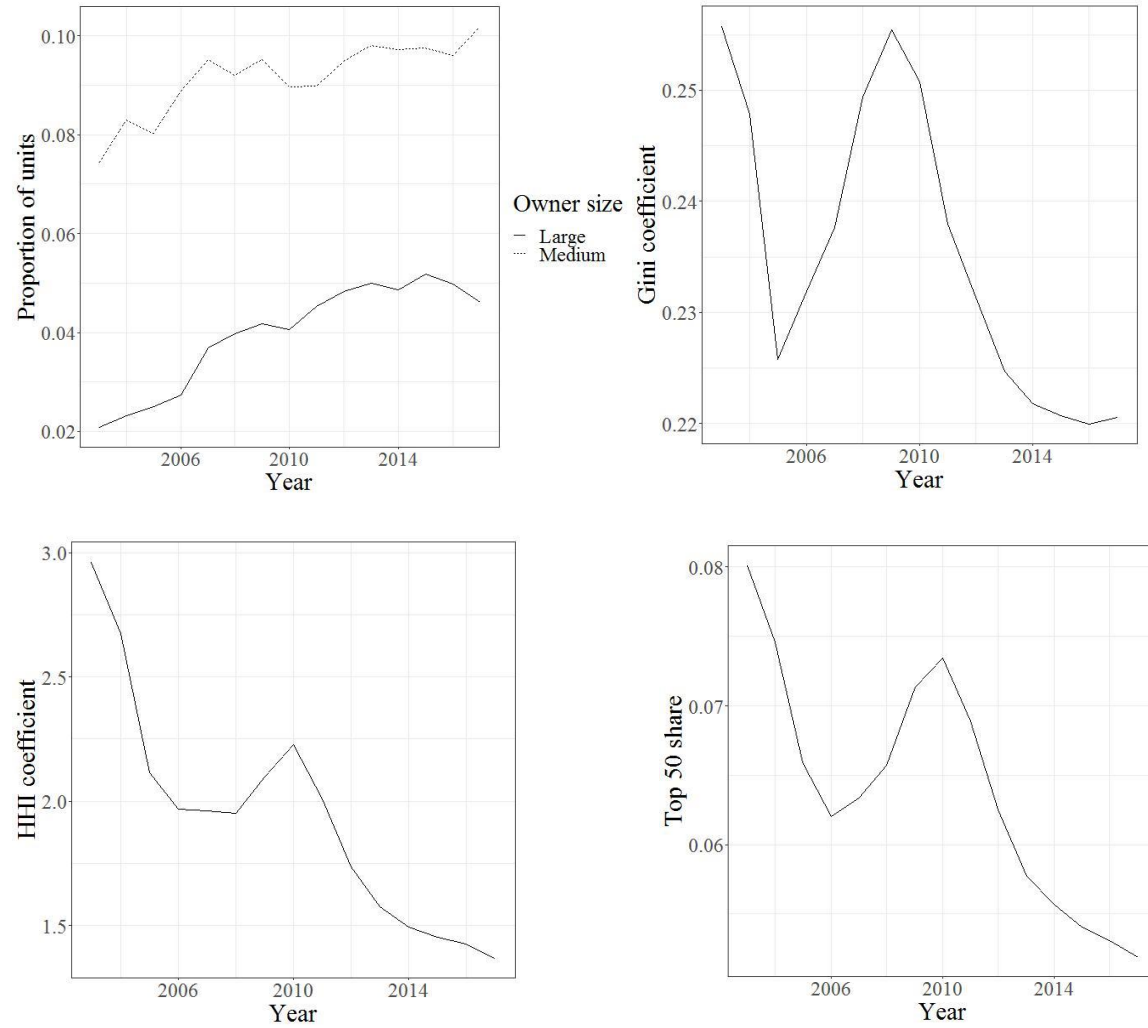 Proportion of units
0.10
0.08
0.06
0.04
0.02
2006 2010 2014
Year
Owner size
Large
Medium
Gini coefficient
0.25
0.24
0.23
0.22
2006 2010 2014
Year
HHI coefficient
3.0
2.5
2.0
1.5
2006 2010 2014
Year
Top 50 share
0.08
0.07
0.06
2006 2010 2014
Year